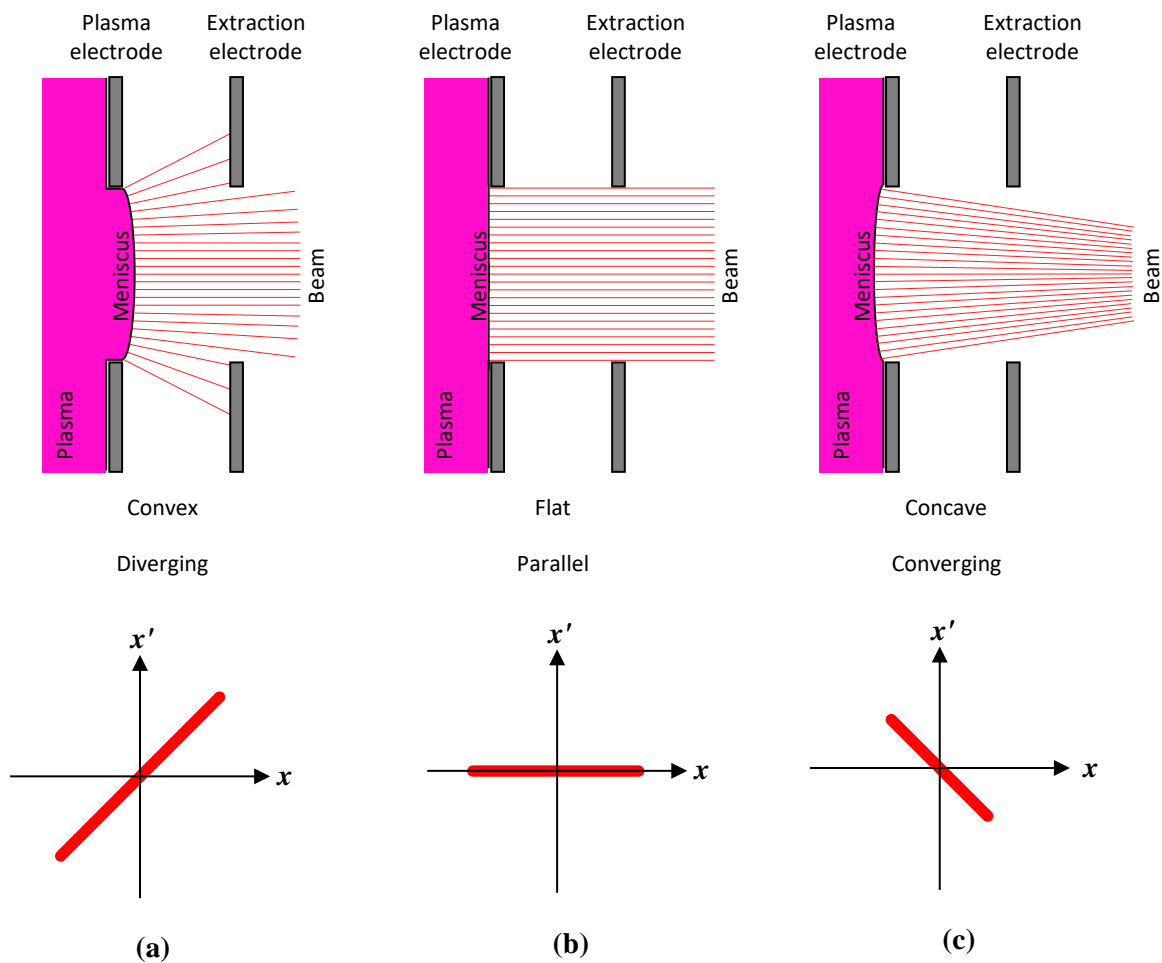 Plasma electrode
Extraction electrode
Meniscus
Beam
Plasma
Convex
Diverging
x′
x
(a)
Plasma electrode
Extraction electrode
Meniscus
Beam
Plasma
Flat
Parallel
x′
x
(b)
Plasma electrode
Extraction electrode
Meniscus
Beam
Plasma
Concave
Converging
x′
x
(c)